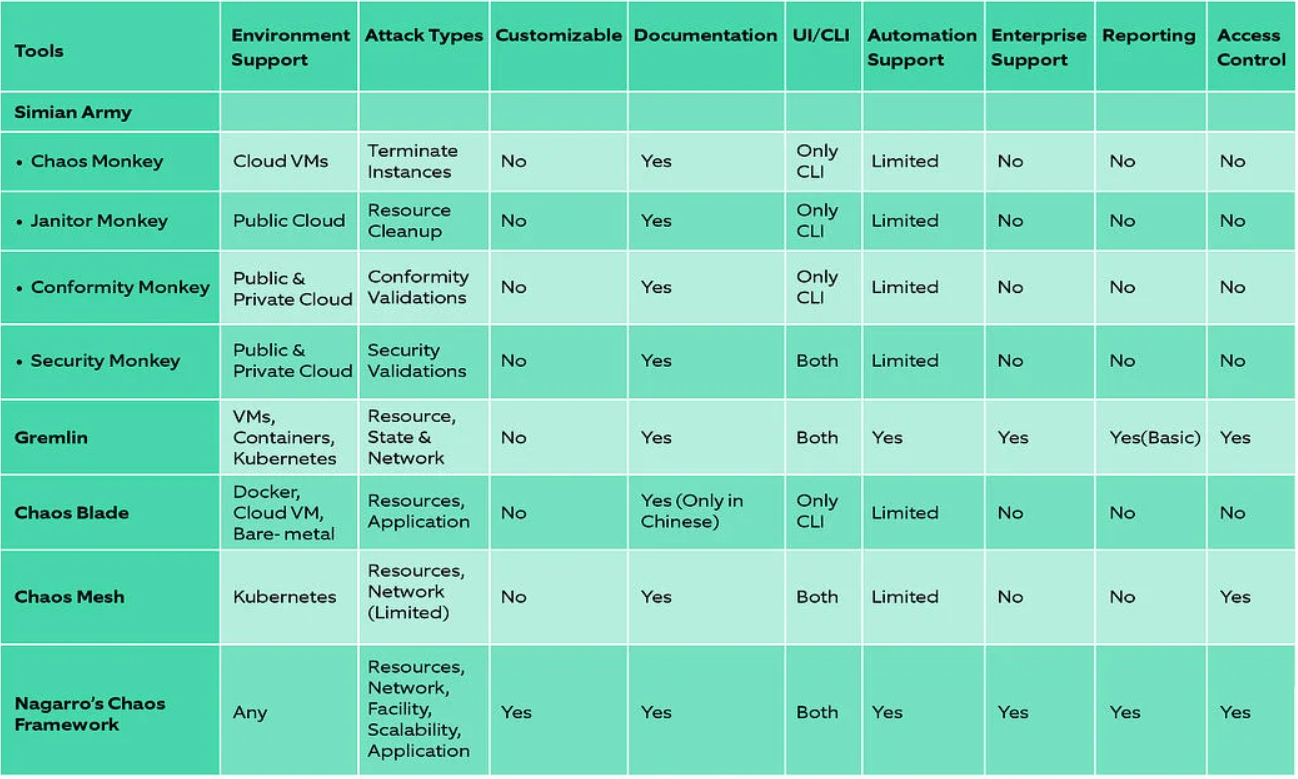 Tools
Environment
Support
Attack Types
Customizable
Documentation
UI/CLI
Automation
Support
Enterprise
Support
Reporting
Access
Control
Simian Army
• Chaos Monkey
Cloud VMs
Terminate
Instances
No
Yes
Only
CLI
Limited
No
No
No
• Janitor Monkey
Public Cloud
Resource
Cleanup
No
Yes
Only
CLI
Limited
No
No
No
• Conformity Monkey
Public &
Private Cloud
Conformity
Validations
No
Yes
Only
CLI
Limited
No
No
No
• Security Monkey
Public &
Private Cloud
Security
Validations
No
Yes
Both
Limited
No
No
No
Gremlin
VMs,
Containers,
Kubernetes
Resource,
State &
Network
No
Yes
Both
Yes
Yes
Yes(Basic)
Yes
Chaos Blade
Docker,
Cloud VM,
Bare- metal
Resources,
Application
No
Yes (Only in
Chinese)
Only
CLI
Limited
No
No
No
Chaos Mesh
Kubernetes
Resources,
Network
(Limited)
No
Yes
Both
Limited
No
No
Yes
Nagarro's Chaos
Framework
Any
Resources,
Network,
Facility,
Scalability,
Application
Yes
Yes
Both
Yes
Yes
Yes
Yes